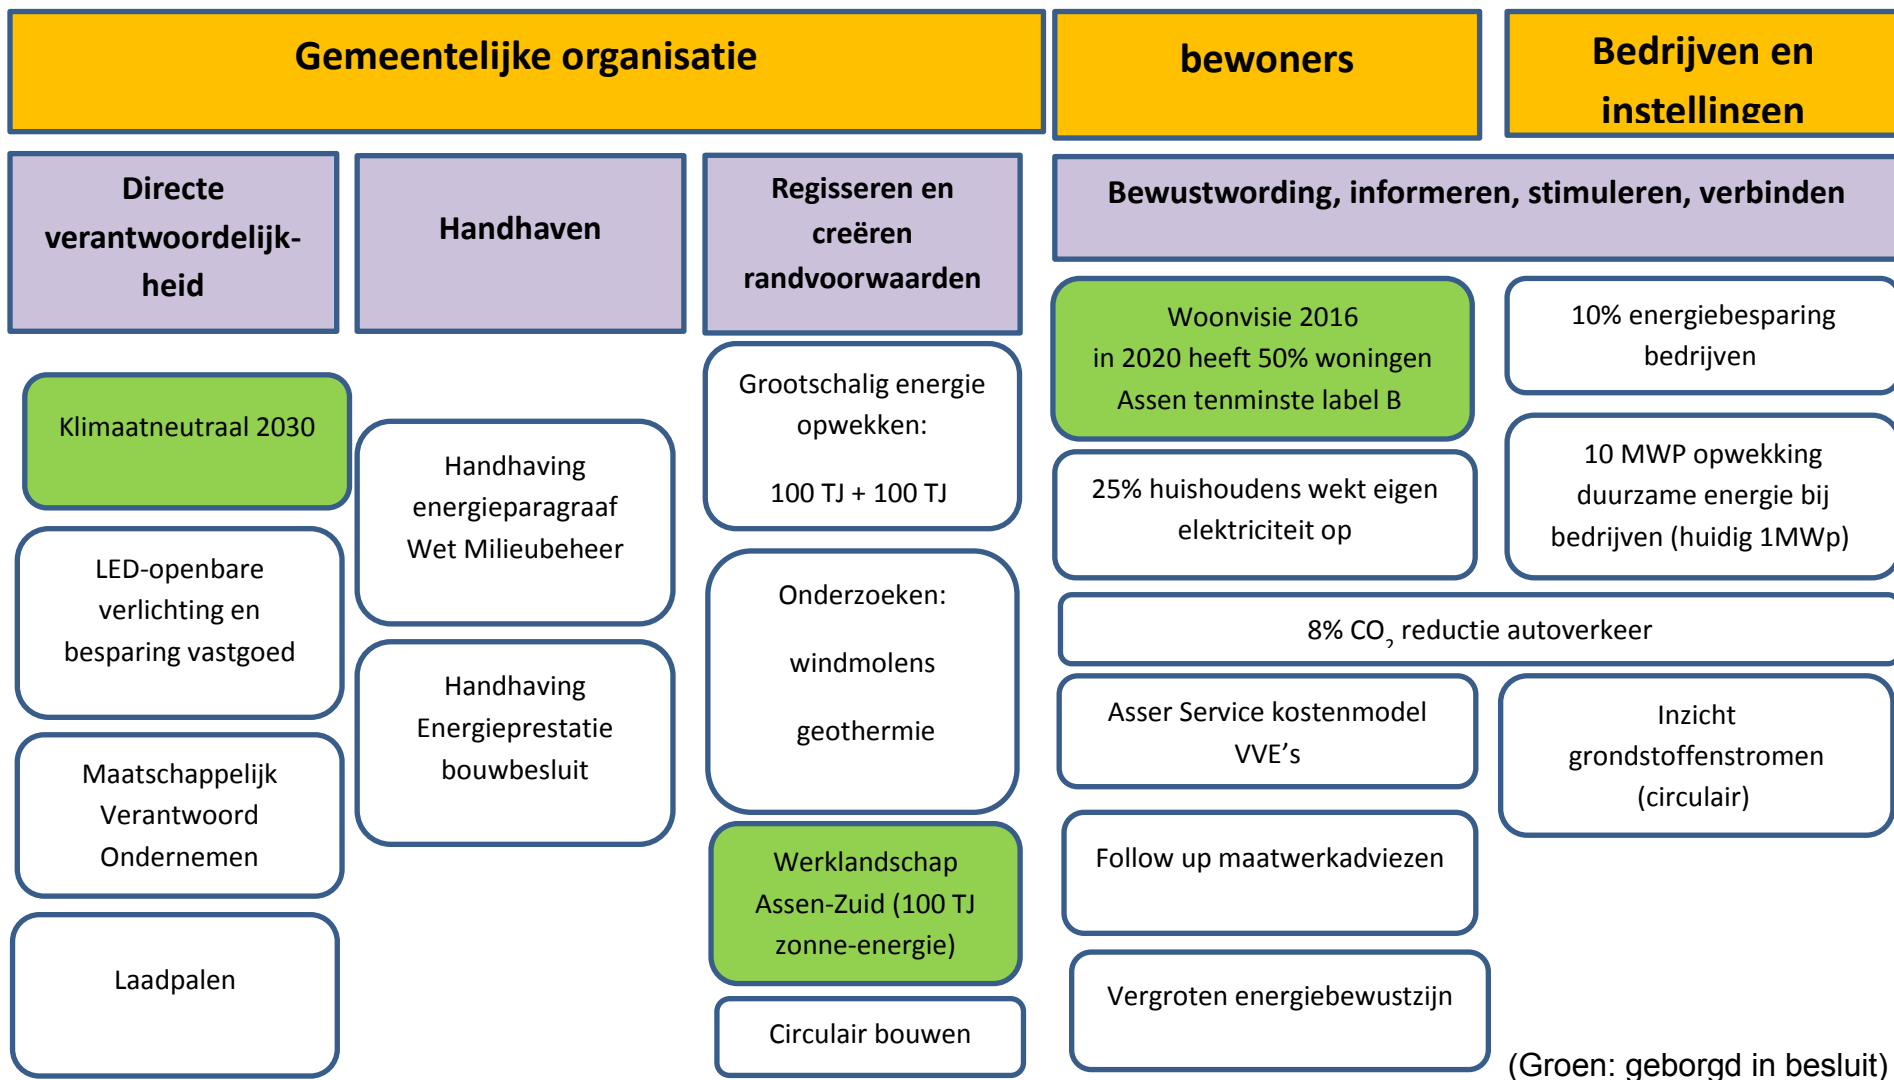 Gemeentelijke organisatie
bewoners
Bedrijven en
instellingen
Directe
verantwoordelijk-
heid
Handhaven
Regisseren en
creëren
randvoorwaarden
Bewustwording, informeren, stimuleren, verbinden
Klimaatneutraal 2030
LED-openbare
verlichting en
besparing vastgoed
Maatschappelijk
Verantwoord
Ondernemen
Laadpalen
Handhaving
energieparagraaf
Wet Milieubeheer
Handhaving
Energieprestatie
bouwbesluit
Grootschalig energie
opwekken:
100 TJ + 100 TJ
Onderzoeken:
windmolens
geothermie
Werklandschap
Assen-Zuid (100 TJ
zonne-energie)
Circulair bouwen
Woonvisie 2016
in 2020 heeft 50% woningen
Assen tenminste label B
25% huishoudens wekt eigen
elektriciteit op
10% energiebesparing
bedrijven
10 MWP opwekking
duurzame energie bij
bedrijven (huidig 1MWp)
8% CO₂ reductie autoverkeer
Asser Service kostenmodel
VVE’s
Follow up maatwerkadviezen
Vergroten energiebewustzijn
Inzicht
grondstoffenstromen
(circulair)
(Groen: geborgd in besluit)